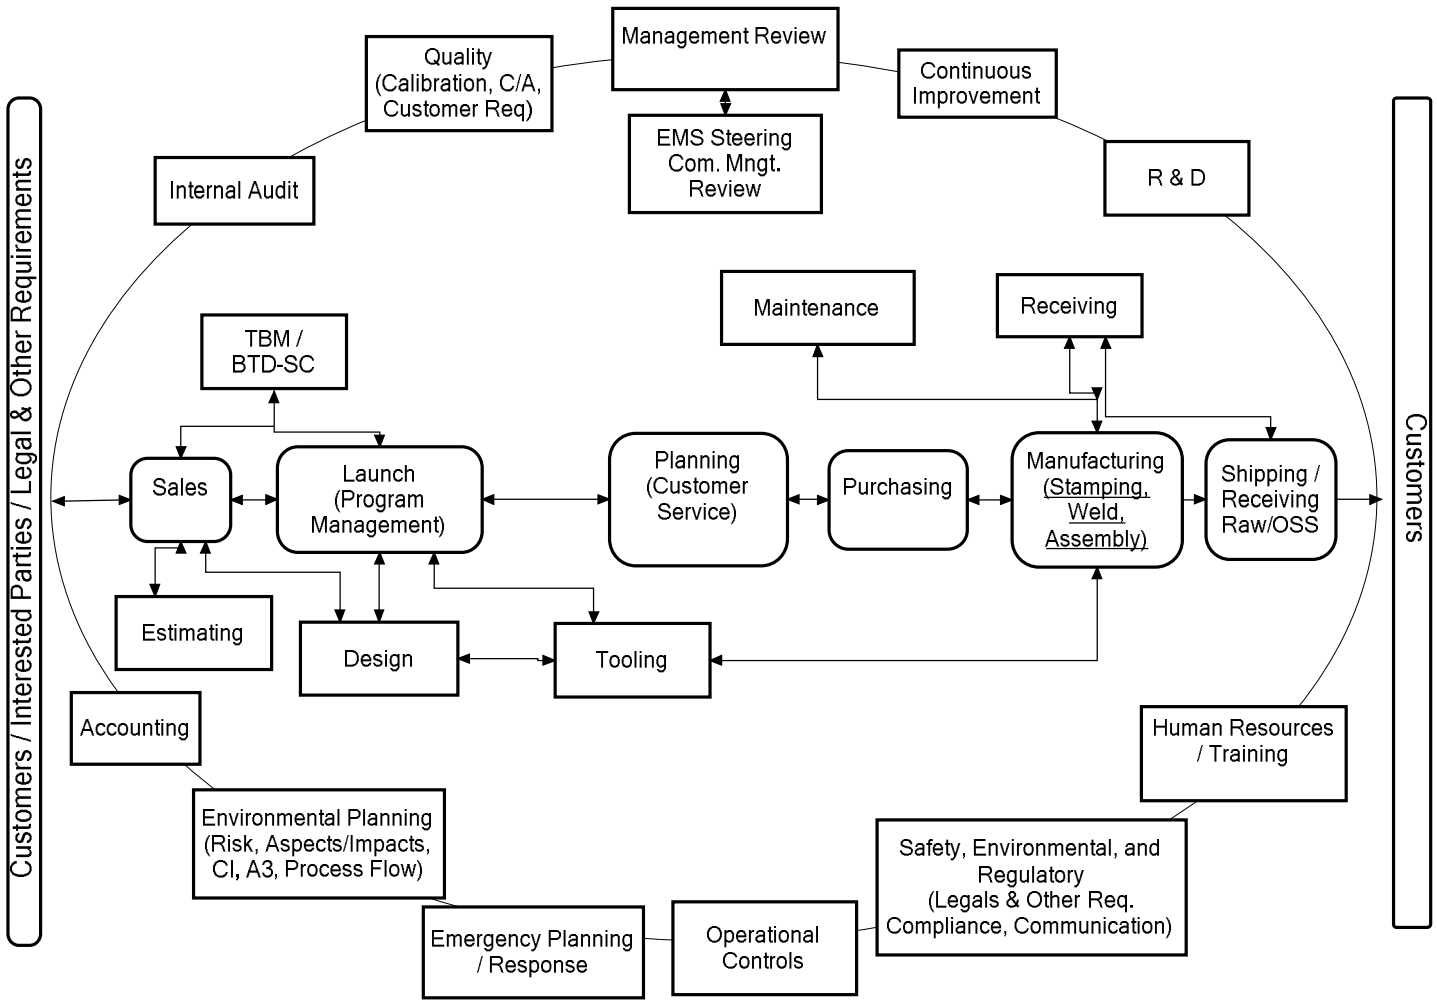 Management Review
Quality
(Calibration, C/A,
Customer Req)
Continuous
Improvement
EMS Steering
Com. Mngt.
Review
Internal Audit
R & D
Customers / Interested Parties / Legal & Other Requirements
Customers
Maintenance
Receiving
TBM /
BTD-SC
Sales
Launch
(Program
Management)
Planning
(Customer
Service)
Purchasing
Manufacturing
(Stamping,
Weld,
Assembly)
Shipping /
Receiving
Raw/OSS
Estimating
Design
Tooling
Accounting
Human Resources
/ Training
Environmental Planning
(Risk, Aspects/Impacts,
CI, A3, Process Flow)
Safety, Environmental, and
Regulatory
(Legals & Other Req.
Compliance, Communication)
Emergency Planning
/ Response
Operational
Controls